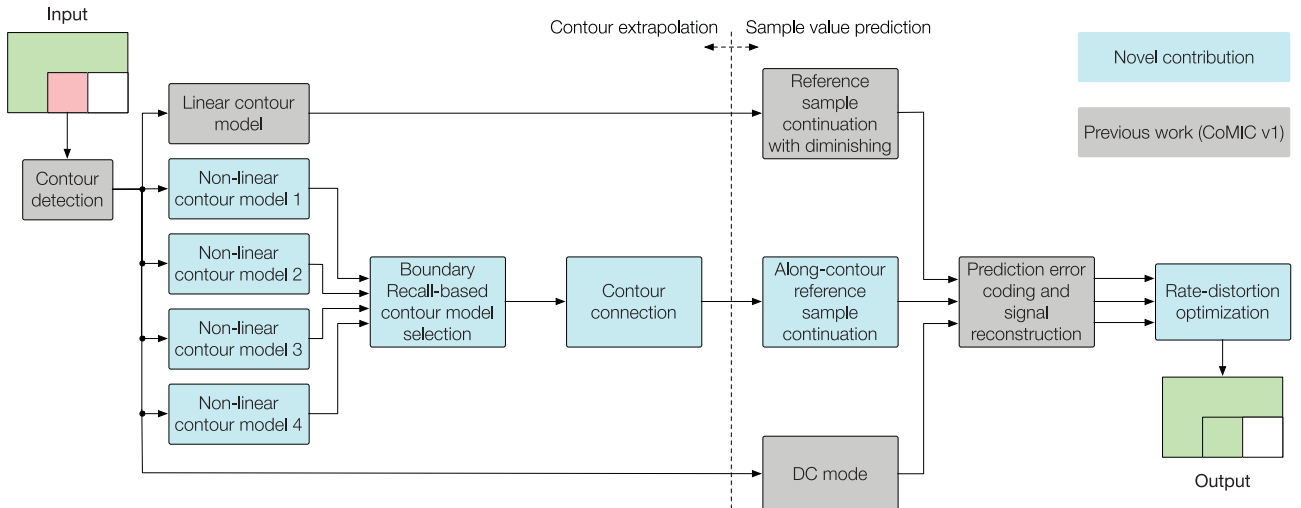 Input
Contour extrapolation
Sample value prediction
Novel contribution
Previous work (CoMIC v1)
Contour
detection
Linear contour
model
Non-linear
contour model 1
Non-linear
contour model 2
Non-linear
contour model 3
Non-linear
contour model 4
Boundary
Recall-based
contour model
selection
Contour
connection
Reference
sample
continuation
with diminishing
Along-contour
reference
sample
continuation
DC mode
Prediction error
coding and
signal
reconstruction
Rate-distortion
optimization
Output